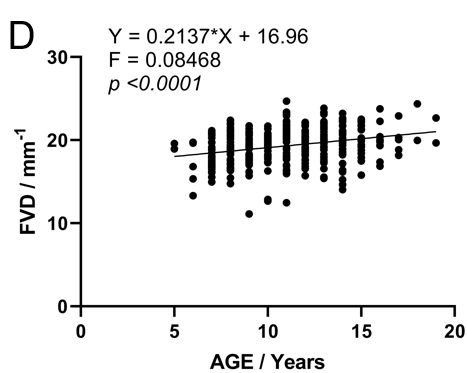 D
Y = 0.2137*X + 16.96
F = 0.08468
p <0.0001
FVD / mm⁻¹
30
20
10
0
0 5 10 15 20
AGE / Years